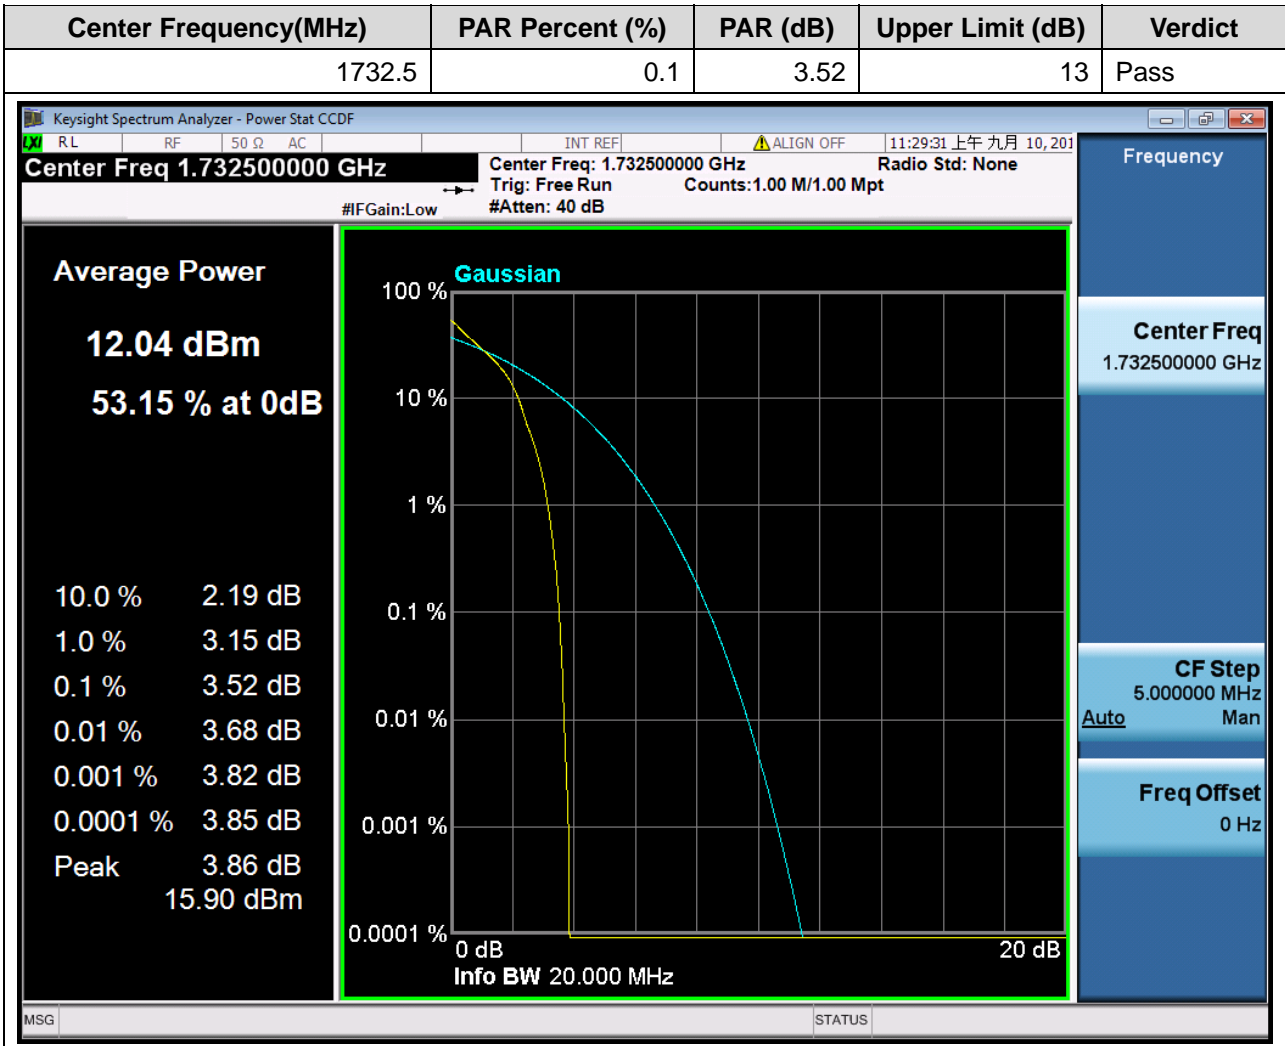 Center Frequency(MHz) PAR Percent (%) PAR (dB) Upper Limit (dB) Verdict
1732.5 0.1 3.52 13 Pass
Keysight Spectrum Analyzer - Power Stat CCDF
LXI RL RF 50 Ω AC INT REF ALIGN OFF 11:29:31 上午 九月 10, 201
Center Freq 1.732500000 GHz
Center Freq: 1.732500000 GHz Radio Std: None
Trig: Free Run Counts:1.00 M/1.00 Mpt
#IFGain:Low #Atten: 40 dB
Frequency
Average Power
12.04 dBm
53.15 % at 0dB
10.0 % 2.19 dB
1.0 % 3.15 dB
0.1 % 3.52 dB
0.01 % 3.68 dB
0.001 % 3.82 dB
0.0001 % 3.85 dB
Peak 3.86 dB
15.90 dBm
Gaussian
100 %
10 %
1 %
0.1 %
0.01 %
0.001 %
0.0001 %
0 dB 20 dB
Info BW 20.000 MHz
Center Freq
1.732500000 GHz
CF Step
5.000000 MHz
Auto Man
Freq Offset
0 Hz
MSG STATUS